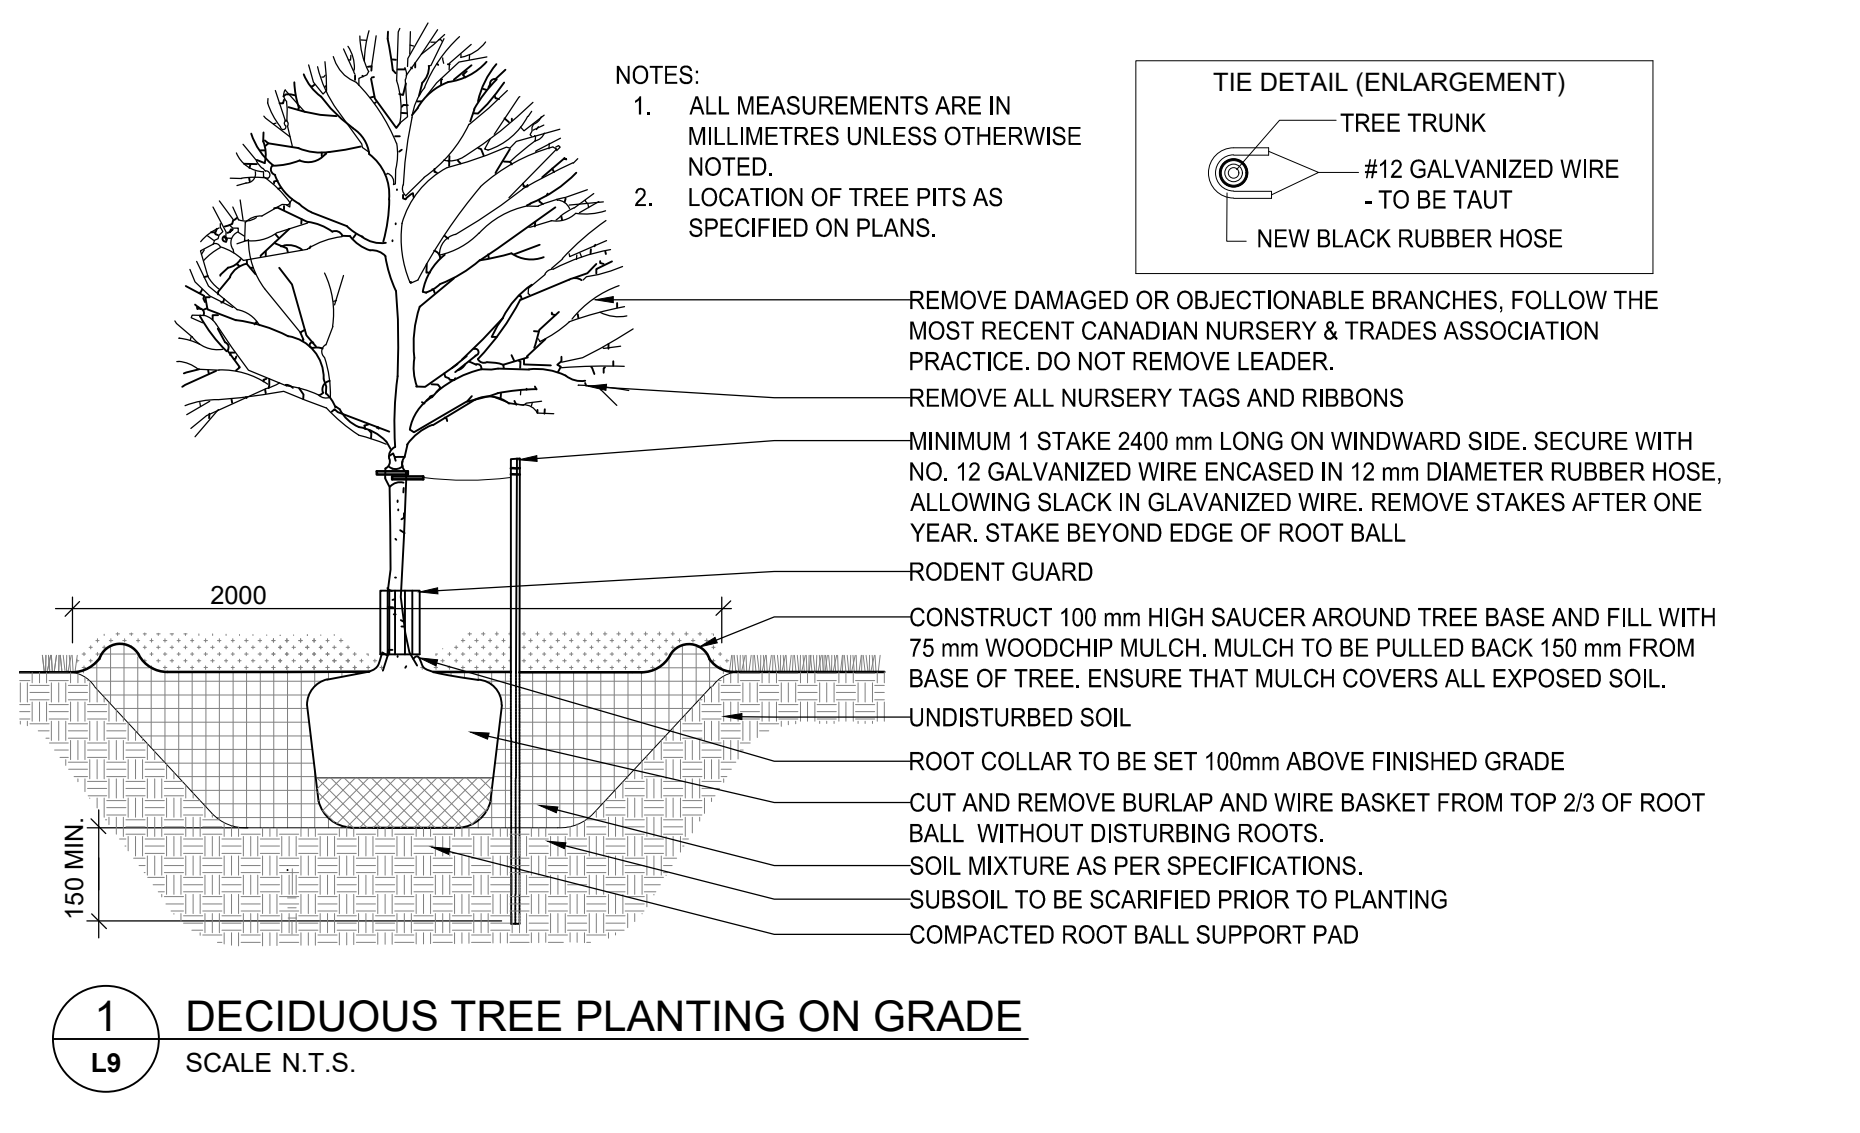 NOTES:
1. ALL MEASUREMENTS ARE IN
MILLIMETRES UNLESS OTHERWISE
NOTED.
2. LOCATION OF TREE PITS AS
SPECIFIED ON PLANS.
TIE DETAIL (ENLARGEMENT)
TREE TRUNK
#12 GALVANIZED WIRE
- TO BE TAUT
NEW BLACK RUBBER HOSE
REMOVE DAMAGED OR OBJECTIONABLE BRANCHES, FOLLOW THE
MOST RECENT CANADIAN NURSERY & TRADES ASSOCIATION
PRACTICE. DO NOT REMOVE LEADER.
REMOVE ALL NURSERY TAGS AND RIBBONS
MINIMUM 1 STAKE 2400 mm LONG ON WINDWARD SIDE. SECURE WITH
NO. 12 GALVANIZED WIRE ENCASED IN 12 mm DIAMETER RUBBER HOSE,
ALLOWING SLACK IN GLAVANIZED WIRE. REMOVE STAKES AFTER ONE
YEAR. STAKE BEYOND EDGE OF ROOT BALL
RODENT GUARD
2000
CONSTRUCT 100 mm HIGH SAUCER AROUND TREE BASE AND FILL WITH
75 mm WOODCHIP MULCH. MULCH TO BE PULLED BACK 150 mm FROM
BASE OF TREE. ENSURE THAT MULCH COVERS ALL EXPOSED SOIL.
UNDISTURBED SOIL
ROOT COLLAR TO BE SET 100mm ABOVE FINISHED GRADE
CUT AND REMOVE BURLAP AND WIRE BASKET FROM TOP 2/3 OF ROOT
BALL WITHOUT DISTURBING ROOTS.
SOIL MIXTURE AS PER SPECIFICATIONS.
SUBSOIL TO BE SCARIFIED PRIOR TO PLANTING
COMPACTED ROOT BALL SUPPORT PAD
150 MIN.
1
L9
DECIDUOUS TREE PLANTING ON GRADE
SCALE N.T.S.